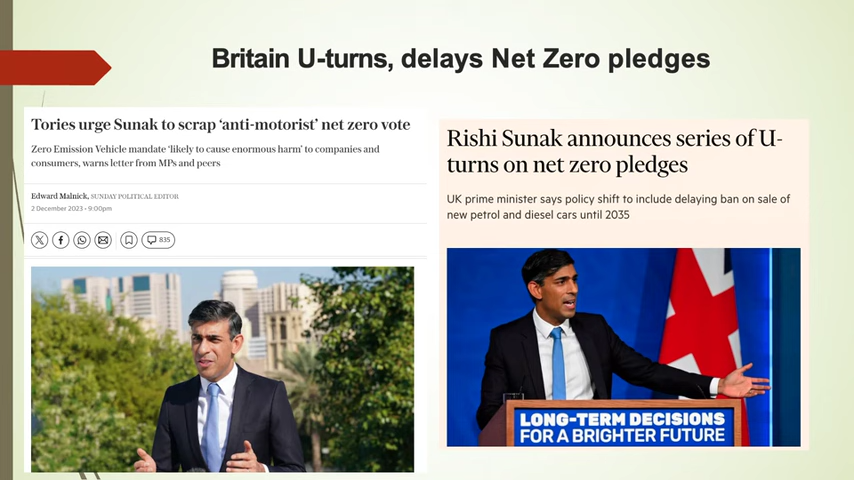 Britain U-turns, delays Net Zero pledges
Tories urge Sunak to scrap ‘anti-motorist’ net zero vote
Zero Emission Vehicle mandate ‘likely to cause enormous harm’ to companies and
consumers, warns letter from MPs and peers
Edward Malnick, SUNDAY POLITICAL EDITOR
2 December 2023 • 9:00pm
835
Rishi Sunak announces series of U-
turns on net zero pledges
UK prime minister says policy shift to include delaying ban on sale of
new petrol and diesel cars until 2035
LONG-TERM DECISIONS
FOR A BRIGHTER FUTURE